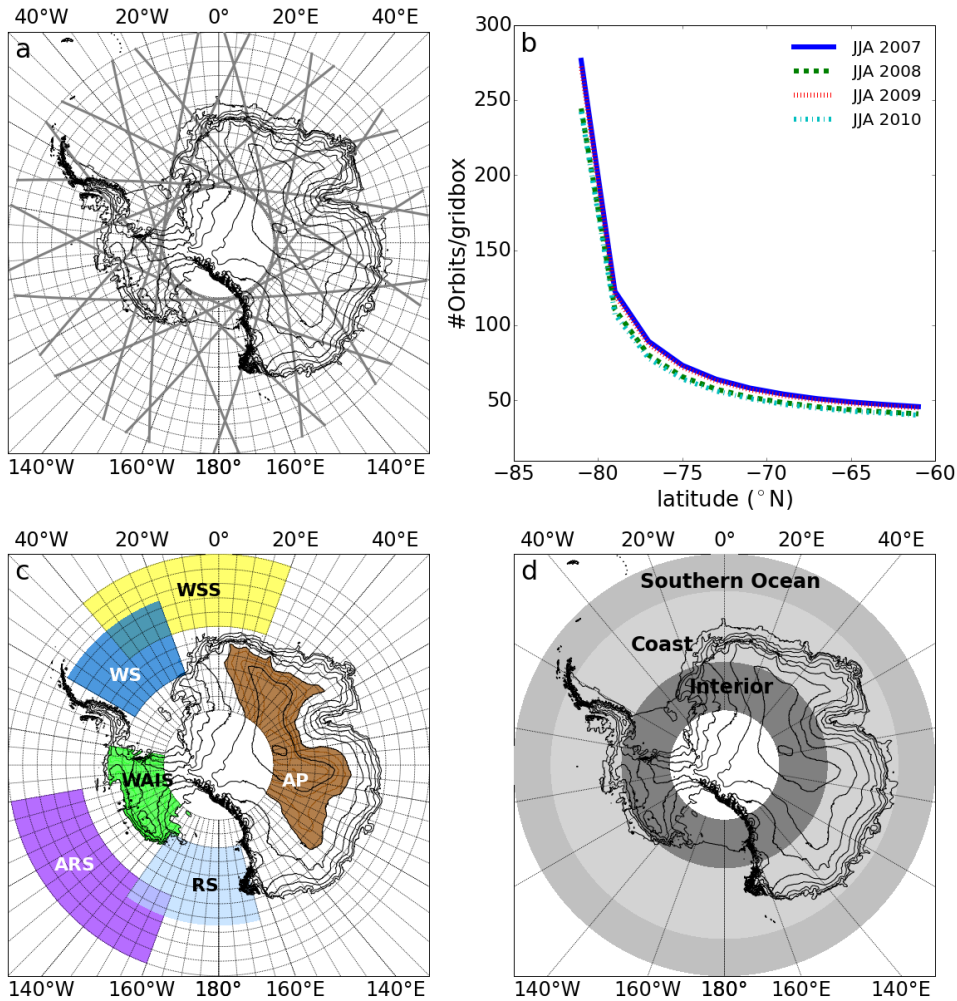 40°W 20°W 0° 20°E 40°E
a
140°W 160°W 180° 160°E 140°E
b
300
250
200
150
100
50
#Orbits/gridbox
JJA 2007
JJA 2008
JJA 2009
JJA 2010
−85 −80 −75 −70 −65 −60
latitude (°N)
40°W 20°W 0° 20°E 40°E
c
WSS
WS
WAIS
AP
ARS
RS
140°W 160°W 180° 160°E 140°E
40°W 20°W 0° 20°E 40°E
d
Southern Ocean
Coast
Interior
140°W 160°W 180° 160°E 140°E